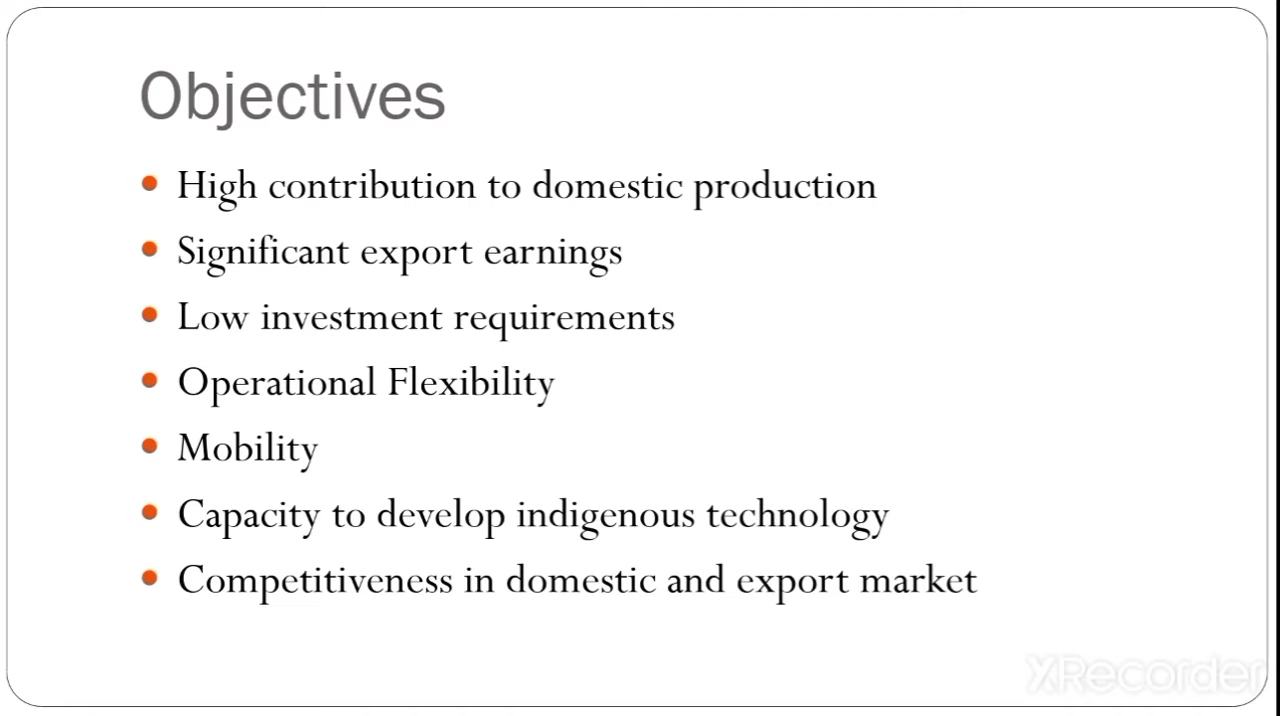 Objectives
High contribution to domestic production
Significant export earnings
Low investment requirements
Operational Flexibility
Mobility
Capacity to develop indigenous technology
Competitiveness in domestic and export market
XRecorder